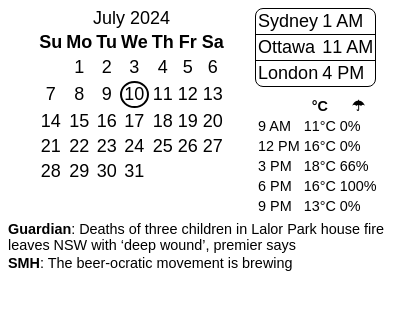 July 2024
Su Mo Tu We Th Fr Sa
1 2 3 4 5 6
7 8 9 10 11 12 13
14 15 16 17 18 19 20
21 22 23 24 25 26 27
28 29 30 31
Sydney 1 AM
Ottawa 11 AM
London 4 PM
°C ☂
9 AM 11°C 0%
12 PM 16°C 0%
3 PM 18°C 66%
6 PM 16°C 100%
9 PM 13°C 0%
Guardian: Deaths of three children in Lalor Park house fire
leaves NSW with ‘deep wound’, premier says
SMH: The beer-ocratic movement is brewing